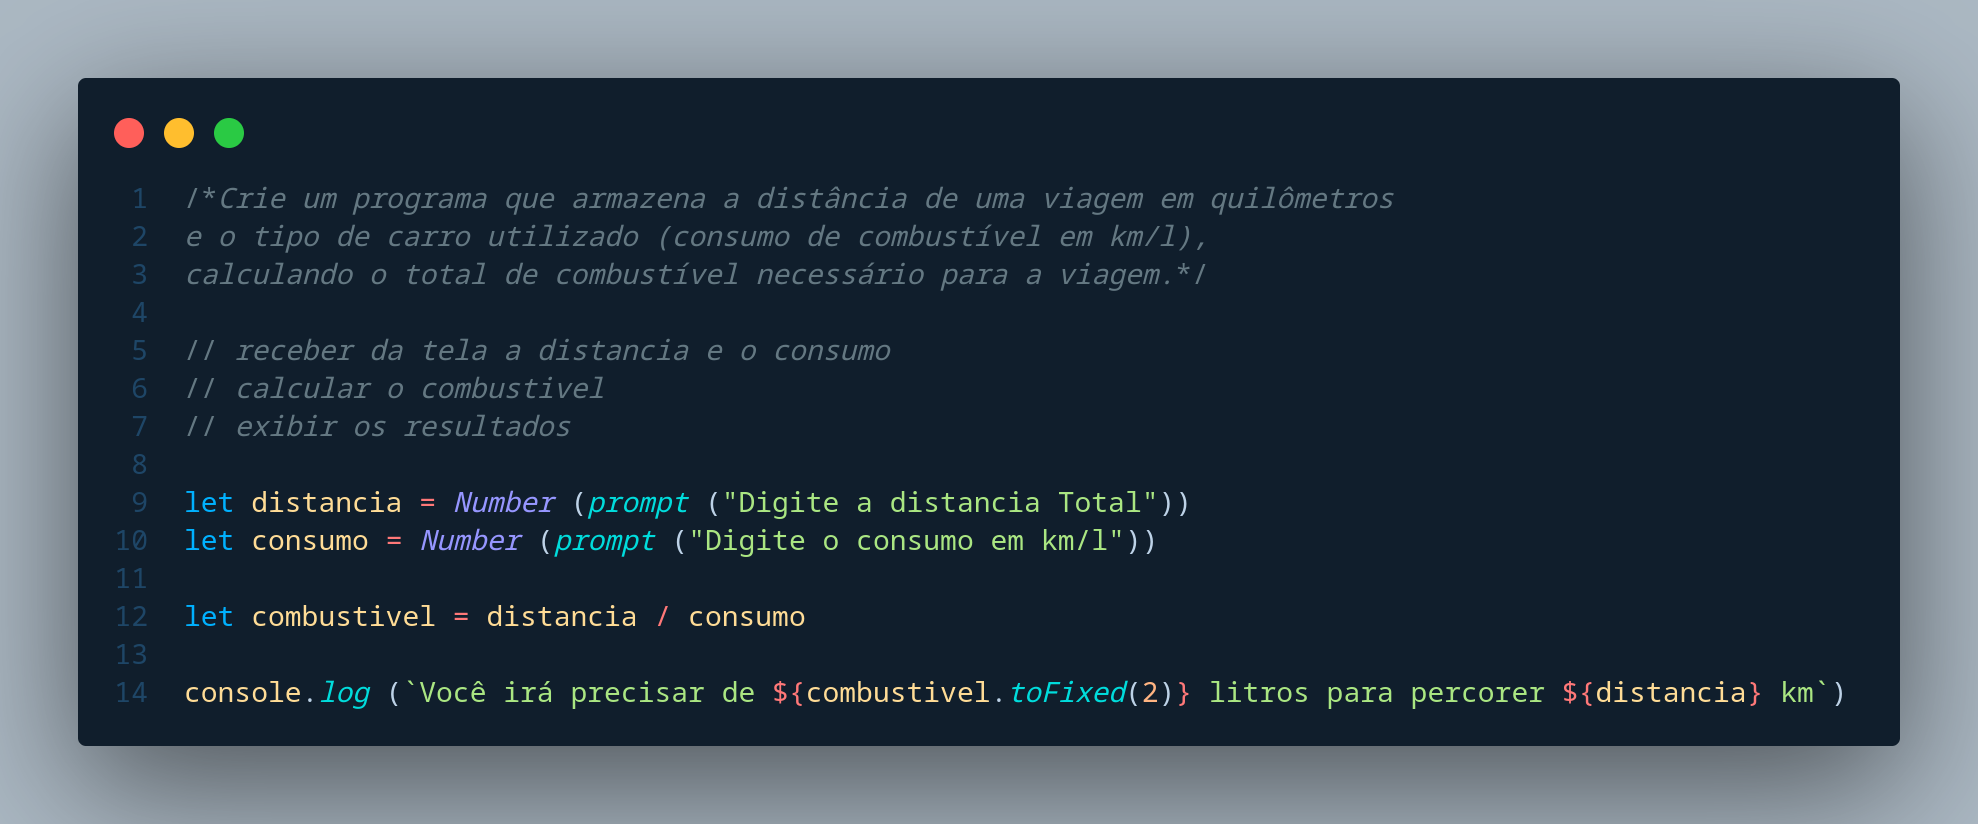 1 /*Crie um programa que armazena a distância de uma viagem em quilômetros
2 e o tipo de carro utilizado (consumo de combustível em km/l),
3 calculando o total de combustível necessário para a viagem.*/
4
5 // receber da tela a distancia e o consumo
6 // calcular o combustivel
7 // exibir os resultados
8
9 let distancia = Number (prompt ("Digite a distancia Total"))
10 let consumo = Number (prompt ("Digite o consumo em km/l"))
11
12 let combustivel = distancia / consumo
13
14 console.log (`Você irá precisar de ${combustivel.toFixed(2)} litros para percorer ${distancia} km`)